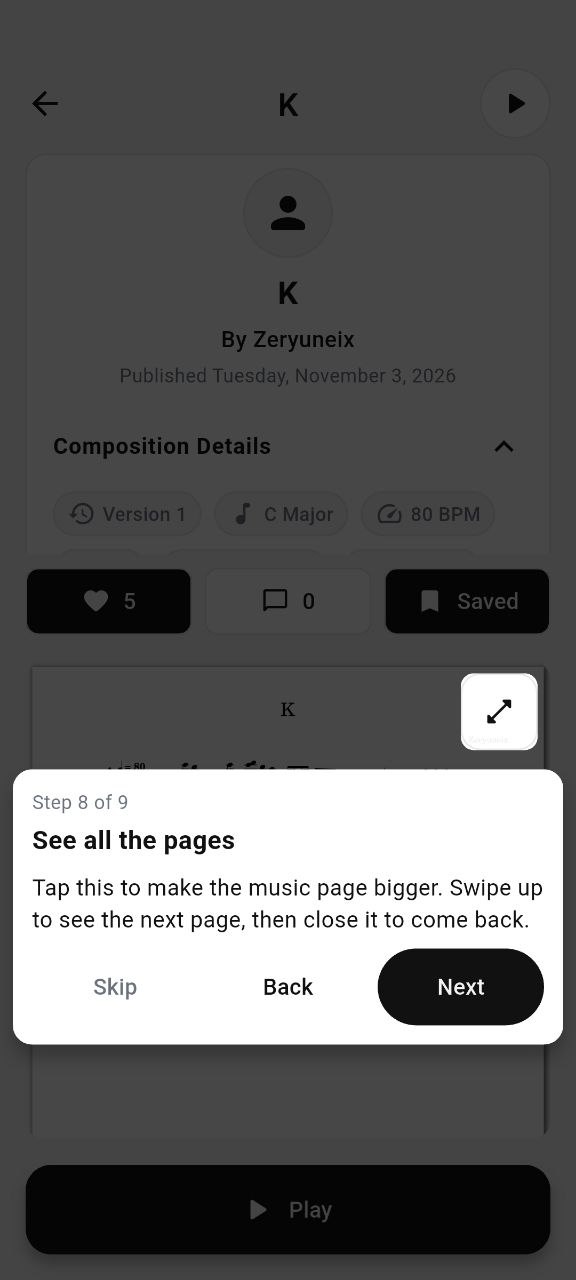 K
K
By Zeryuneix
Published Tuesday, November 3, 2026
Composition Details
Version 1
C Major
80 BPM
5
0
Saved
K
= 80
Step 8 of 9
See all the pages
Tap this to make the music page bigger. Swipe up
to see the next page, then close it to come back.
Skip
Back
Next
Play